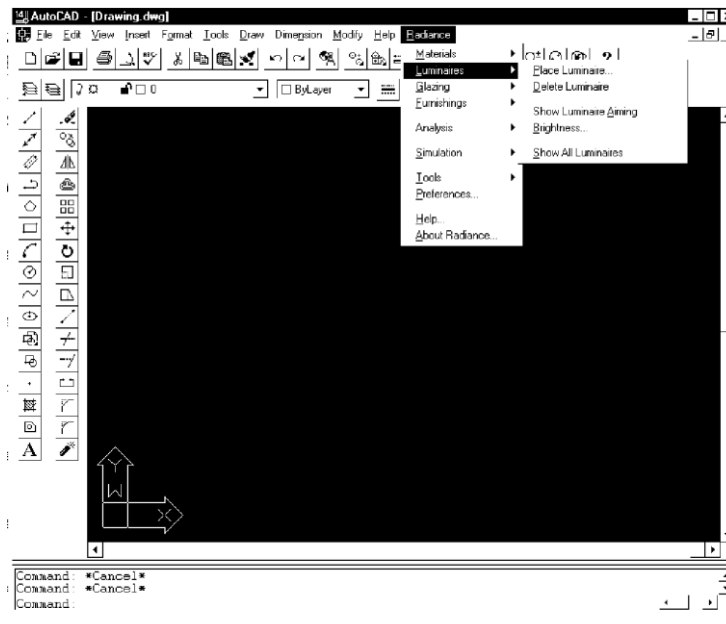 AutoCAD - [Drawing.dwg]
File Edit View Insert Format Tools Draw Dimension Modify Help Radiance
Materials
Luminaires
Glazing
Furnishings
Analysis
Simulation
Tools
Preferences...
Help...
About Radiance...
Place Luminaire...
Delete Luminaire
Show Luminaire Aiming
Brightness...
Show All Luminaires
0
ByLayer
A
Y
W
X
Command: *Cancel*
Command: *Cancel*
Command: